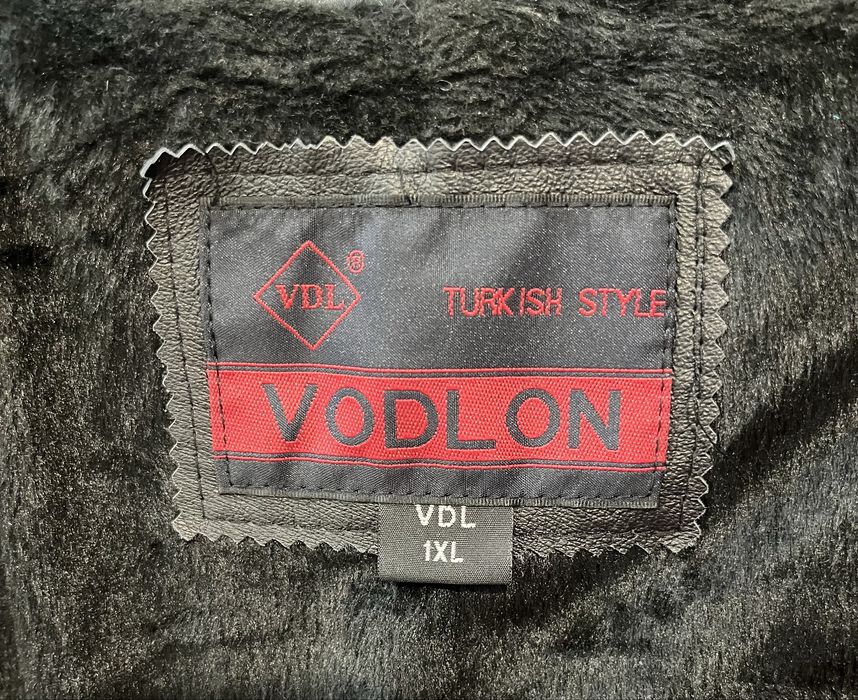 VDL®
TURKISH STYLE
VODLON
VDL
1XL